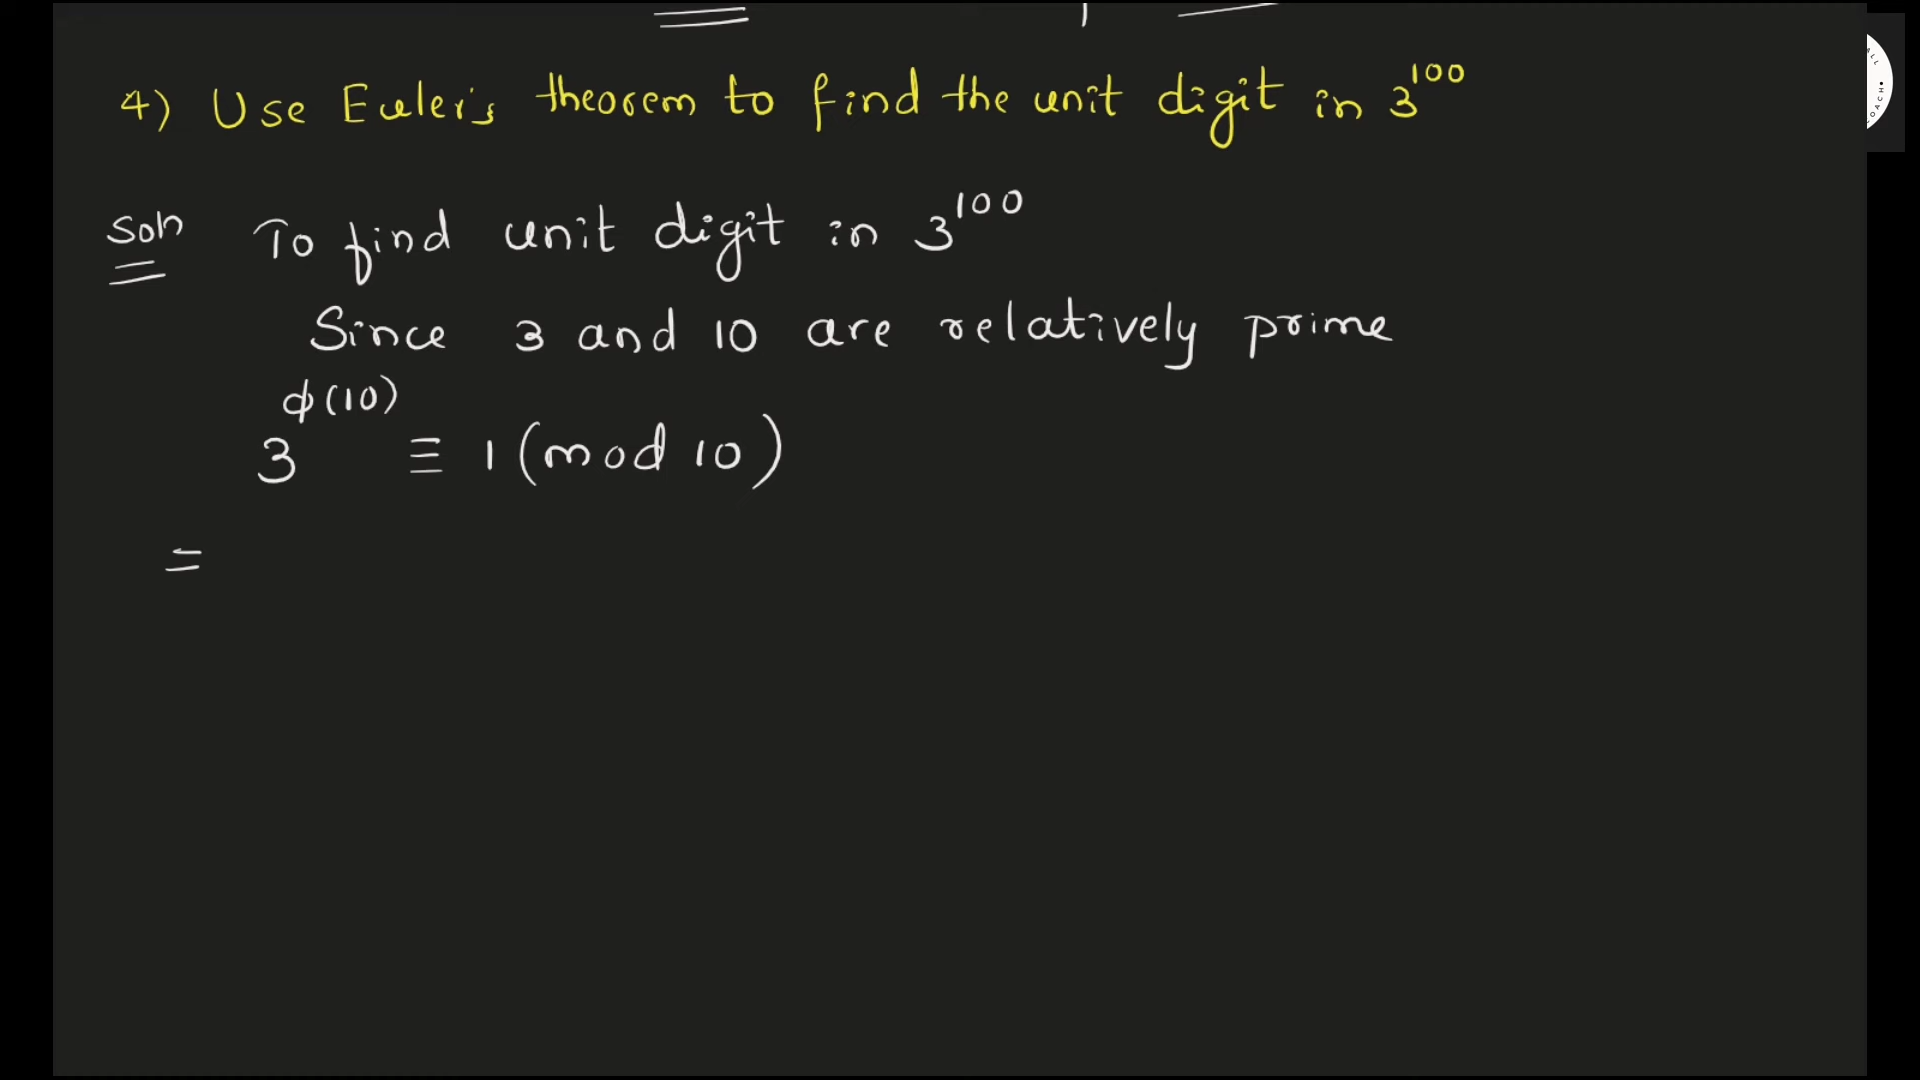 4) Use Euler's theorem to find the unit digit in 3^100
Soln To find unit digit in 3^100
Since 3 and 10 are relatively prime
3^ϕ(10) ≡ 1 (mod 10)
=